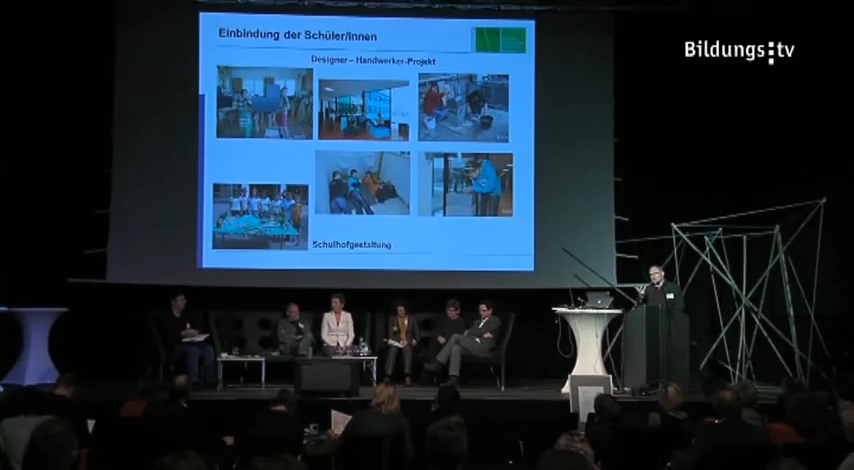 Bildungs:tv
Einbindung der Schüler/innen
Designer – Handwerker-Projekt
Schulhofgestaltung